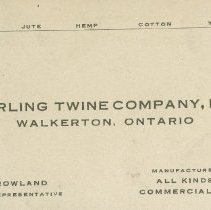 JUTE HEMP COTTON
RLING TWINE COMPANY,
WALKERTON, ONTARIO
MANUFACTURE
ROWLAND ALL KINDS
REPRESENTATIVE COMMERCIAL